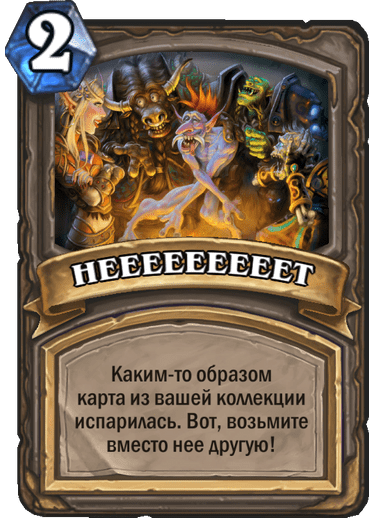 2
НЕЕЕЕЕЕЕЕЕТ
Каким-то образом
карта из вашей коллекции
испарилась. Вот, возьмите
вместо нее другую!